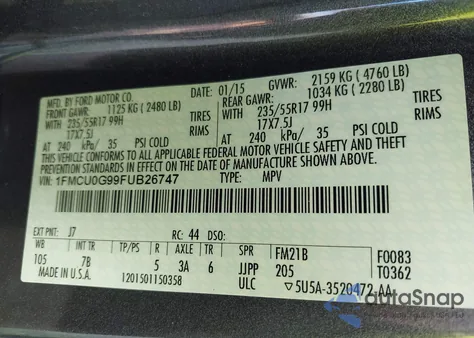 MFD. BY FORD MOTOR CO.
DATE: 01/15 GVWR: 2159 KG (4760 LB)
FRONT GAWR: 1125 KG (2480 LB)
REAR GAWR: 1034 KG (2280 LB)
WITH 235/55R17 99H TIRES WITH 235/55R17 99H TIRES
17X7.5J RIMS 17X7.5J RIMS
AT 240 kPa/ 35 PSI COLD AT 240 kPa/ 35 PSI COLD
THIS VEHICLE CONFORMS TO ALL APPLICABLE FEDERAL MOTOR VEHICLE SAFETY AND THEFT PREVENTION
STANDARDS IN EFFECT ON THE DATE OF MANUFACTURE SHOWN ABOVE.
VIN: 1FMCU0G99FUB26747 TYPE: MPV
F0083
T0362
EXT PNT: J7 RC: 44 DSO:
WB INT TR TP/PS R AXLE TR SPR FM21B
105 7B 5 3A 6 JJPP 205
MADE IN U.S.A. 1201501150358 ULC ▽5U5A-3520472-AA
autoSnap